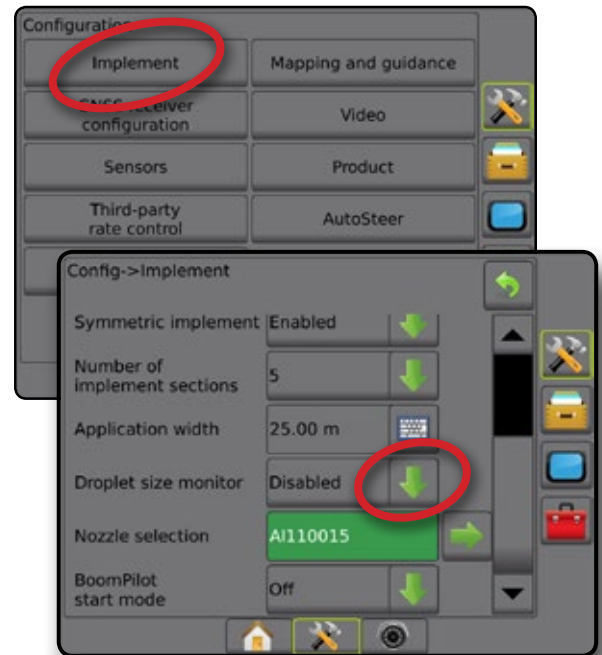 Configuration
Implement
Mapping and guidance
GNSS receiver
configuration
Video
Sensors
Product
Third-party
rate control
AutoSteer
Config->Implement
Symmetric implement
Enabled
Number of
implement sections
5
Application width
25.00 m
Droplet size monitor
Disabled
Nozzle selection
AI110015
BoomPilot
start mode
Off